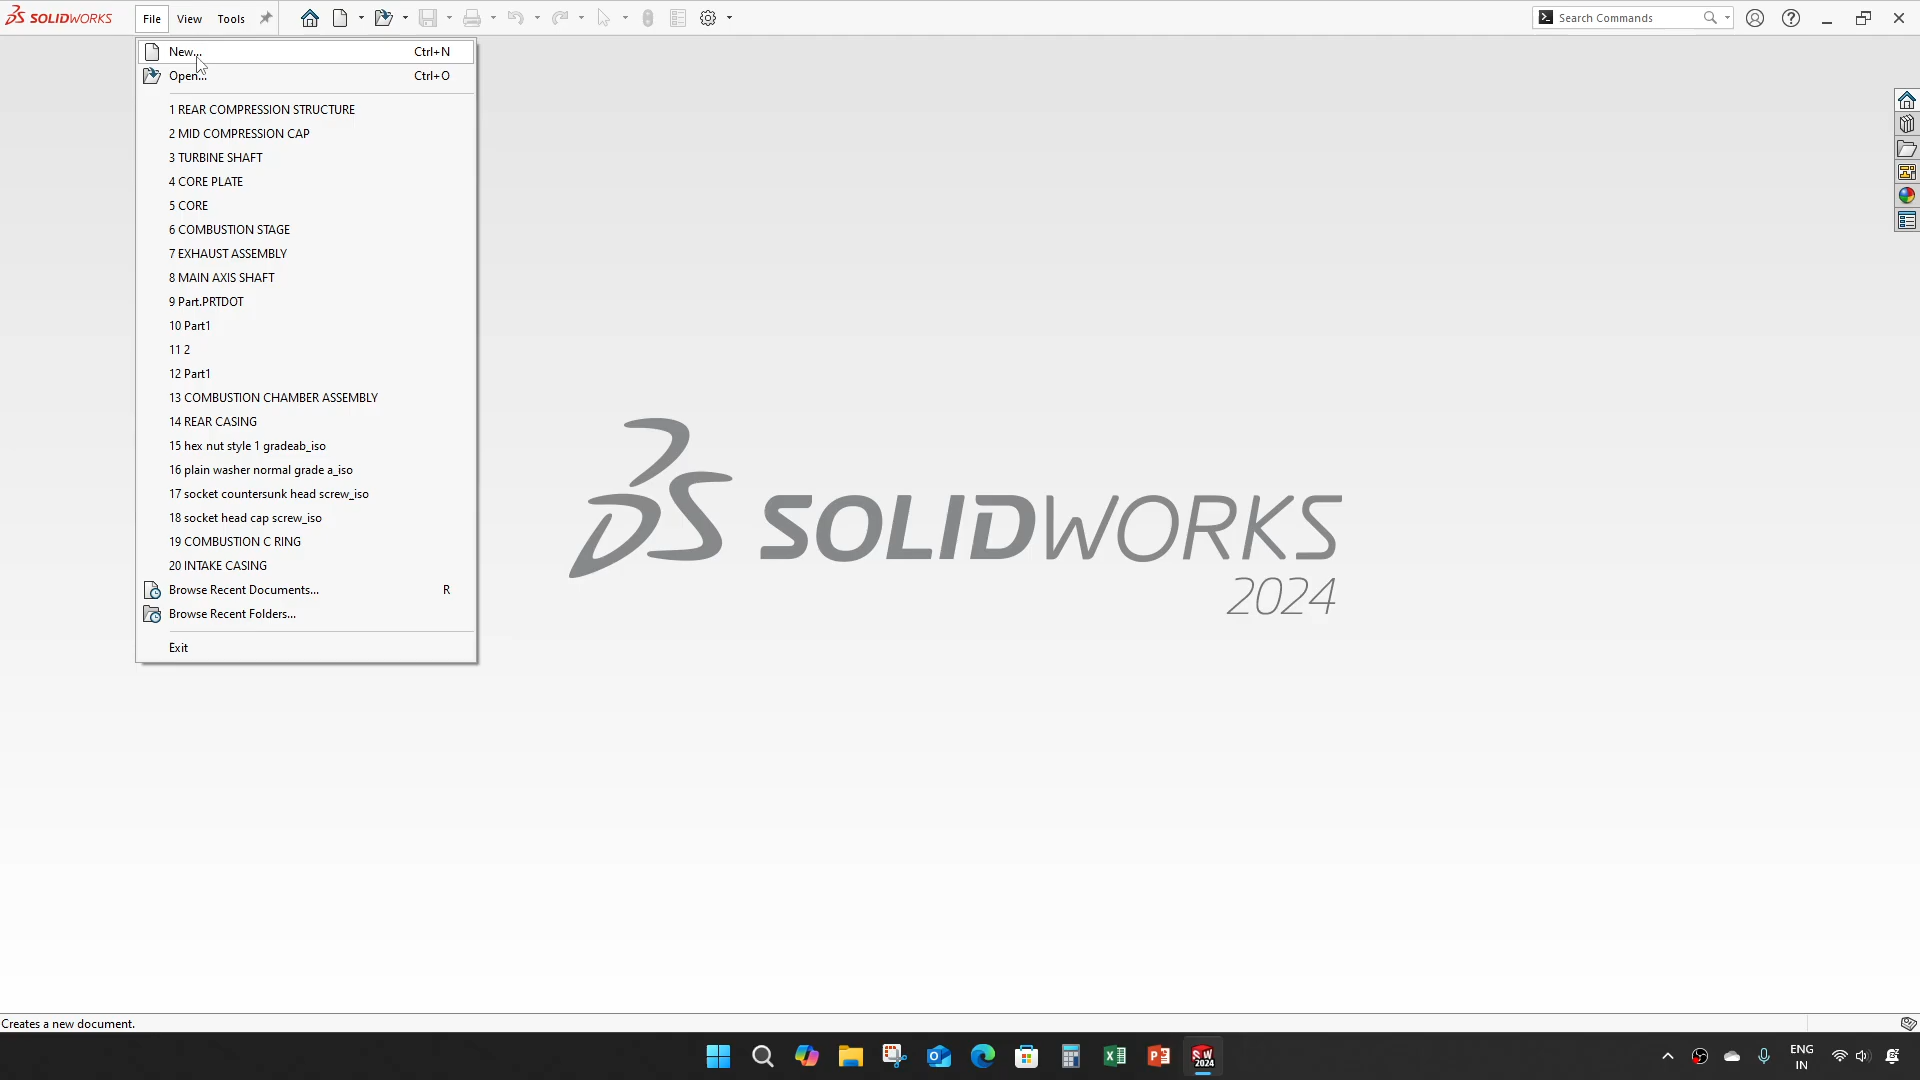 SOLIDWORKS File View Tools Search Commands
New... Ctrl+N
Open... Ctrl+O
1 REAR COMPRESSION STRUCTURE
2 MID COMPRESSION CAP
3 TURBINE SHAFT
4 CORE PLATE
5 CORE
6 COMBUSTION STAGE
7 EXHAUST ASSEMBLY
8 MAIN AXIS SHAFT
9 Part.PRTDOT
10 Part1
11 2
12 Part1
13 COMBUSTION CHAMBER ASSEMBLY
14 REAR CASING
15 hex nut style 1 gradeab_iso
16 plain washer normal grade a_iso
17 socket countersunk head screw_iso
18 socket head cap screw_iso
19 COMBUSTION C RING
20 INTAKE CASING
Browse Recent Documents... R
Browse Recent Folders...
Exit
SOLIDWORKS
2024
Creates a new document.
SW
2024
ENG
IN